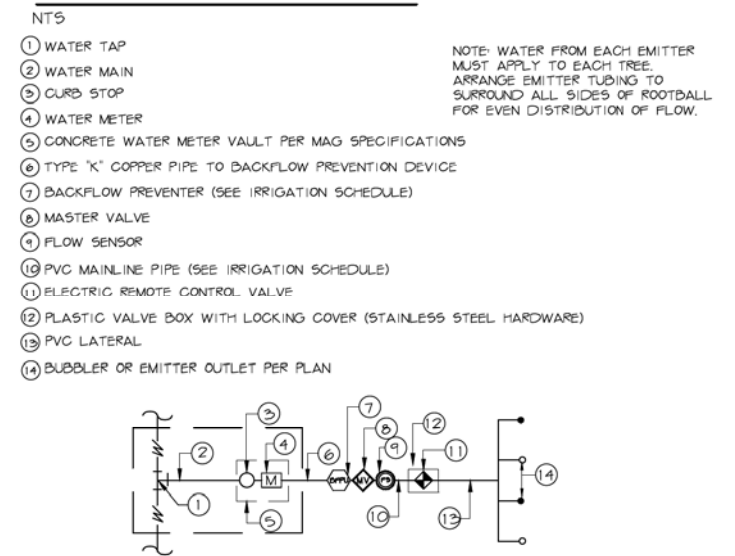 NTS
1 WATER TAP
2 WATER MAIN
3 CURB STOP
4 WATER METER
5 CONCRETE WATER METER VAULT PER MAG SPECIFICATIONS
6 TYPE "K" COPPER PIPE TO BACKFLOW PREVENTION DEVICE
7 BACKFLOW PREVENTER (SEE IRRIGATION SCHEDULE)
8 MASTER VALVE
9 FLOW SENSOR
10 PVC MAINLINE PIPE (SEE IRRIGATION SCHEDULE)
11 ELECTRIC REMOTE CONTROL VALVE
12 PLASTIC VALVE BOX WITH LOCKING COVER (STAINLESS STEEL HARDWARE)
13 PVC LATERAL
14 BUBBLER OR EMITTER OUTLET PER PLAN
NOTE: WATER FROM EACH EMITTER
MUST APPLY TO EACH TREE.
ARRANGE EMITTER TUBING TO
SURROUND ALL SIDES OF ROOTBALL
FOR EVEN DISTRIBUTION OF FLOW.
7
3
8
12
2
4
6
9
11
M
BFPU
MV
FS
14
1
5
10
13